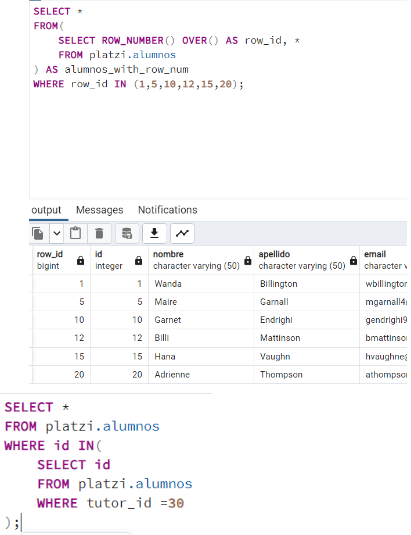 SELECT *
FROM(
SELECT ROW_NUMBER() OVER() AS row_id, *
FROM platzi.alumnos
) AS alumnos_with_row_num
WHERE row_id IN (1,5,10,12,15,20);
output Messages Notifications
row_id id nombre apellido email
bigint integer character varying (50) character varying (50) character v
1 1 Wanda Billington wbillington
5 5 Maire Garnall mgarnall4
10 10 Garnet Endrighi gendrighi9
12 12 Billi Mattinson bmattinso
15 15 Hana Vaughn hvaughne
20 20 Adrienne Thompson athompso
SELECT *
FROM platzi.alumnos
WHERE id IN(
SELECT id
FROM platzi.alumnos
WHERE tutor_id =30
);